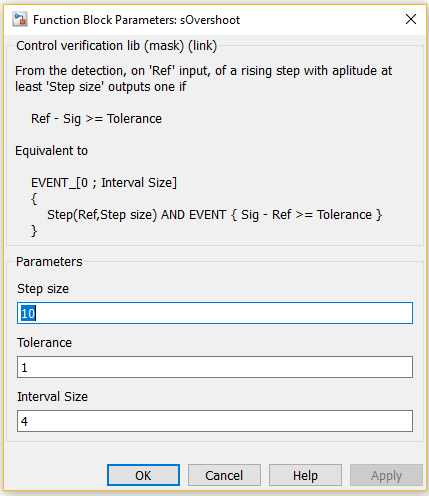 Function Block Parameters: sOvershoot
Control verification lib (mask) (link)
From the detection, on 'Ref' input, of a rising step with aplitude at
least 'Step size' outputs one if
Ref - Sig >= Tolerance
Equivalent to
EVENT_[0 ; Interval Size]
{
Step(Ref,Step size) AND EVENT { Sig - Ref >= Tolerance }
}
Parameters
Step size
10
Tolerance
1
Interval Size
4
OK Cancel Help Apply